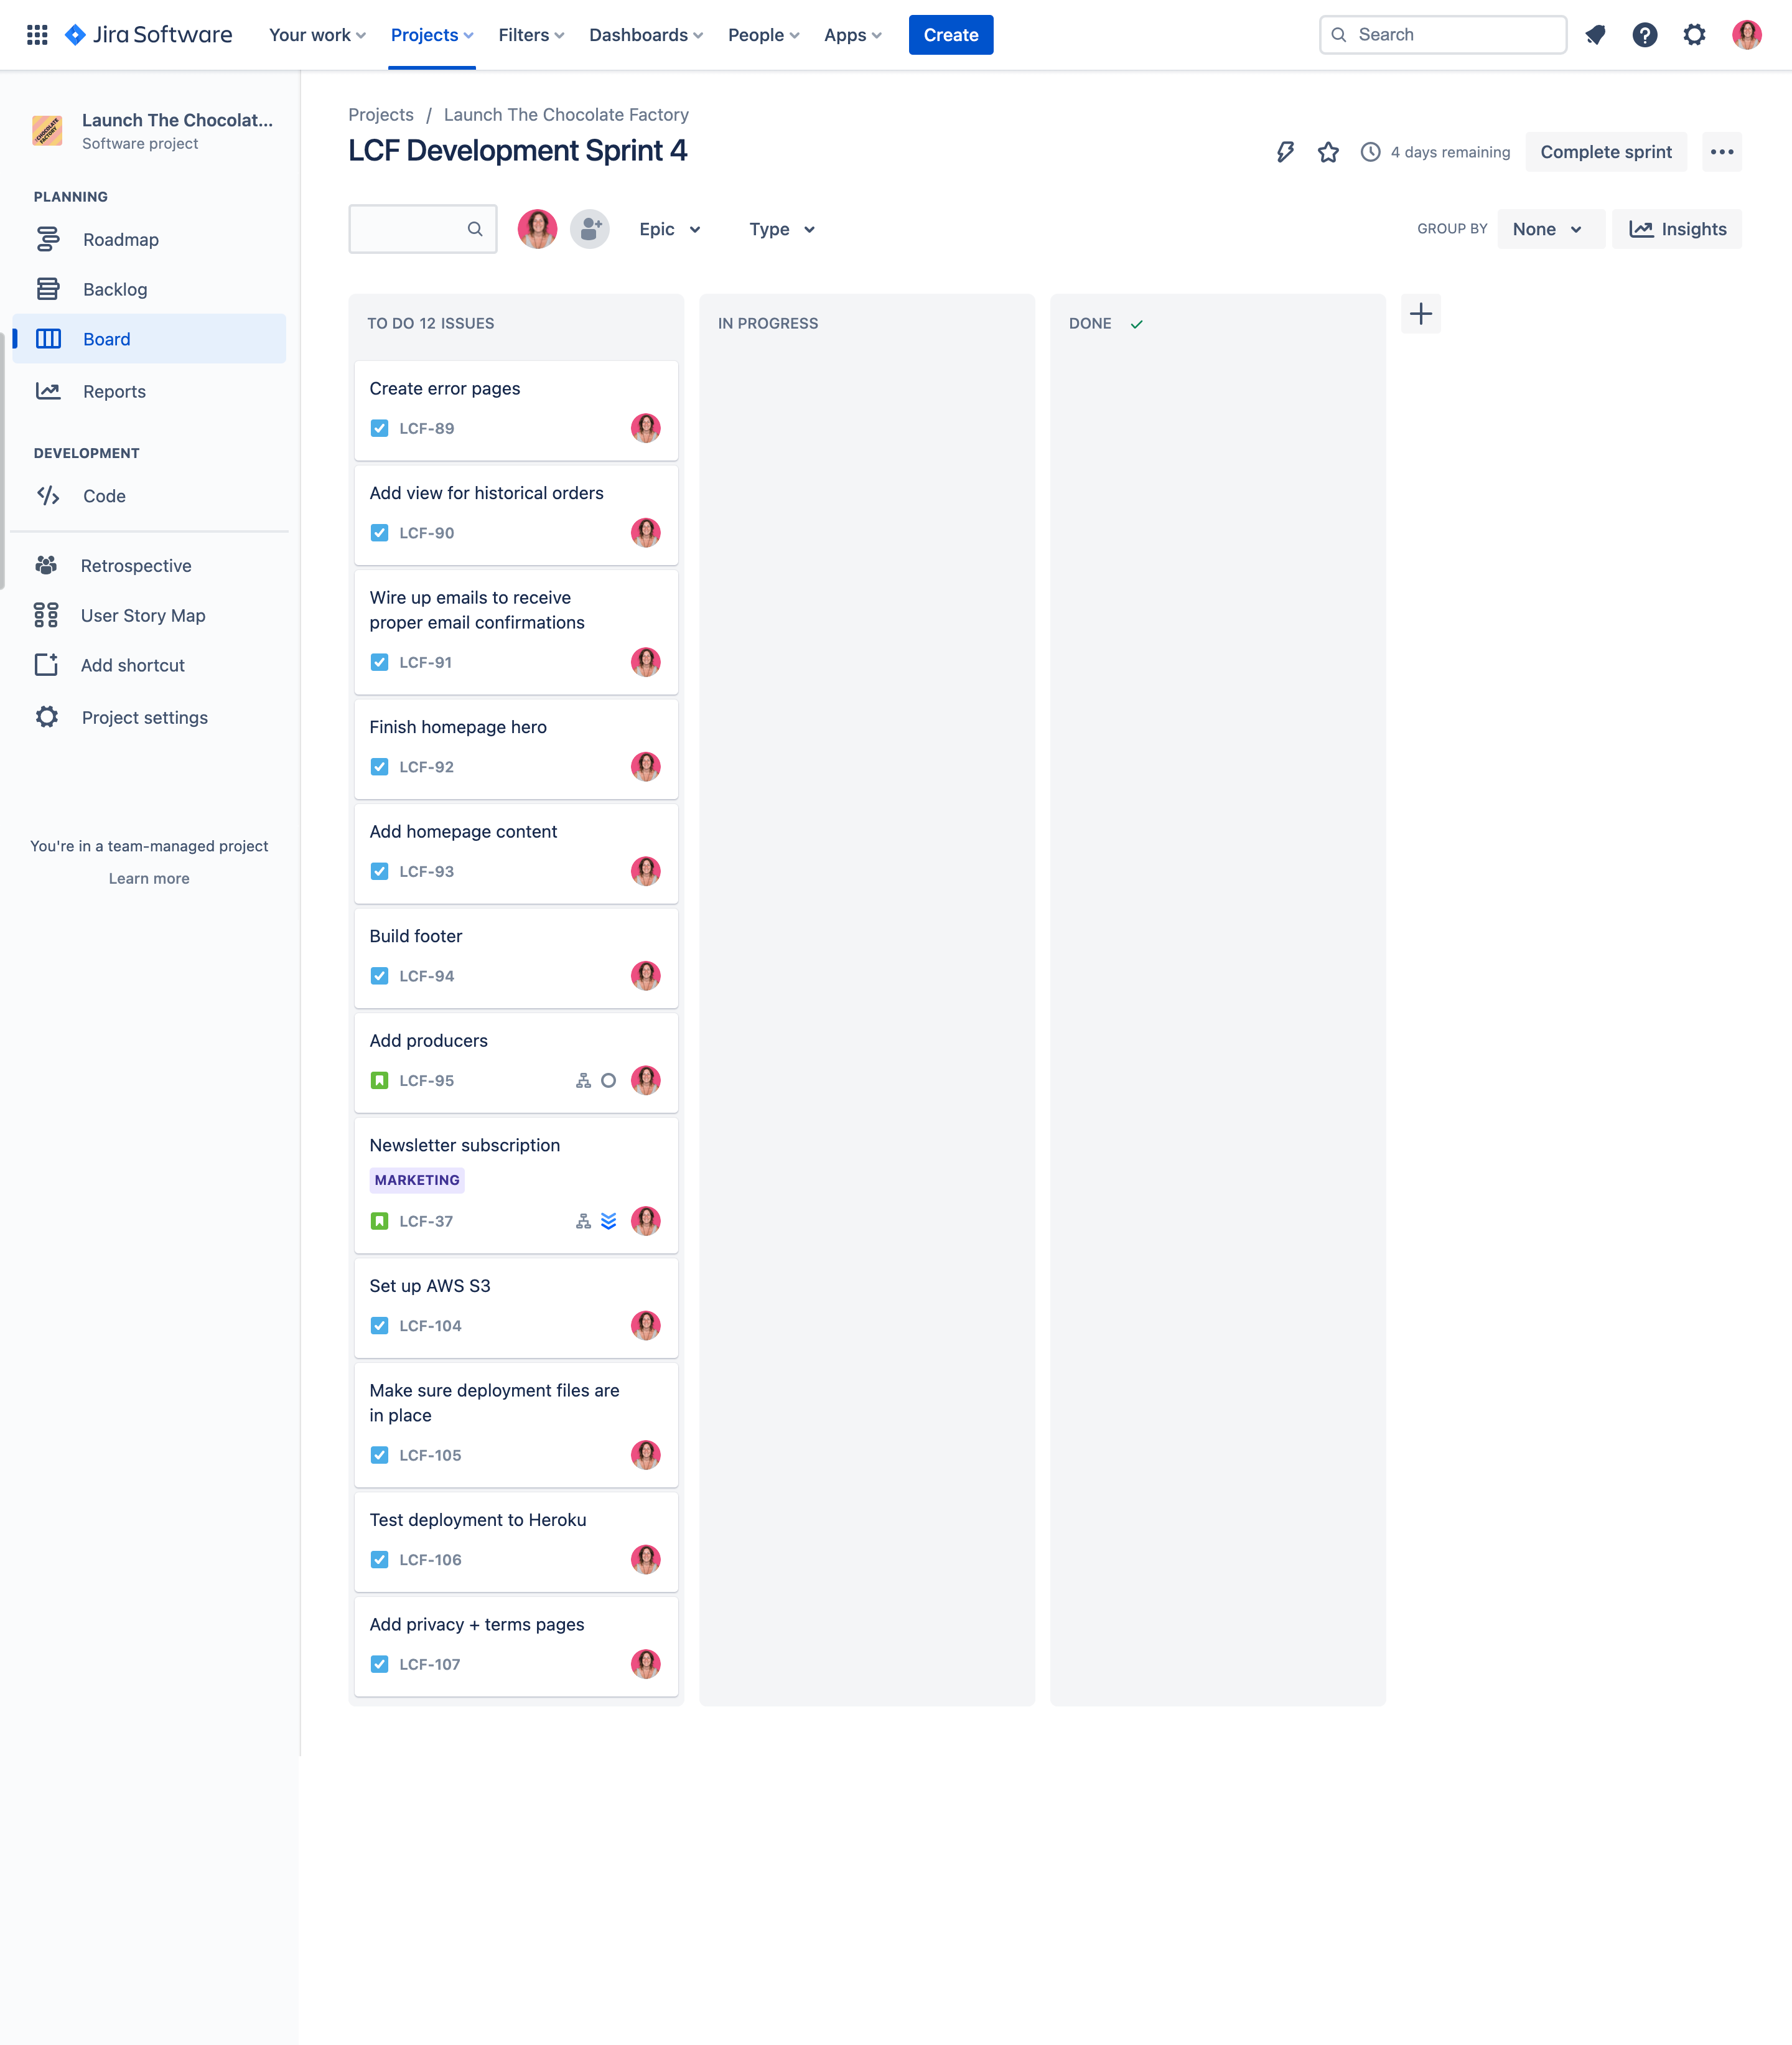 Jira Software
Your work
Projects
Filters
Dashboards
People
Apps
Create
Search
CHOCOLATE FACTORY
Launch The Chocolat...
Software project
PLANNING
Roadmap
Backlog
Board
Reports
DEVELOPMENT
Code
Retrospective
User Story Map
Add shortcut
Project settings
You're in a team-managed project
Learn more
Projects / Launch The Chocolate Factory
LCF Development Sprint 4
4 days remaining
Complete sprint
Epic
Type
GROUP BY
None
Insights
TO DO 12 ISSUES
Create error pages
LCF-89
Add view for historical orders
LCF-90
Wire up emails to receive
proper email confirmations
LCF-91
Finish homepage hero
LCF-92
Add homepage content
LCF-93
Build footer
LCF-94
Add producers
LCF-95
Newsletter subscription
MARKETING
LCF-37
Set up AWS S3
LCF-104
Make sure deployment files are
in place
LCF-105
Test deployment to Heroku
LCF-106
Add privacy + terms pages
LCF-107
IN PROGRESS
DONE